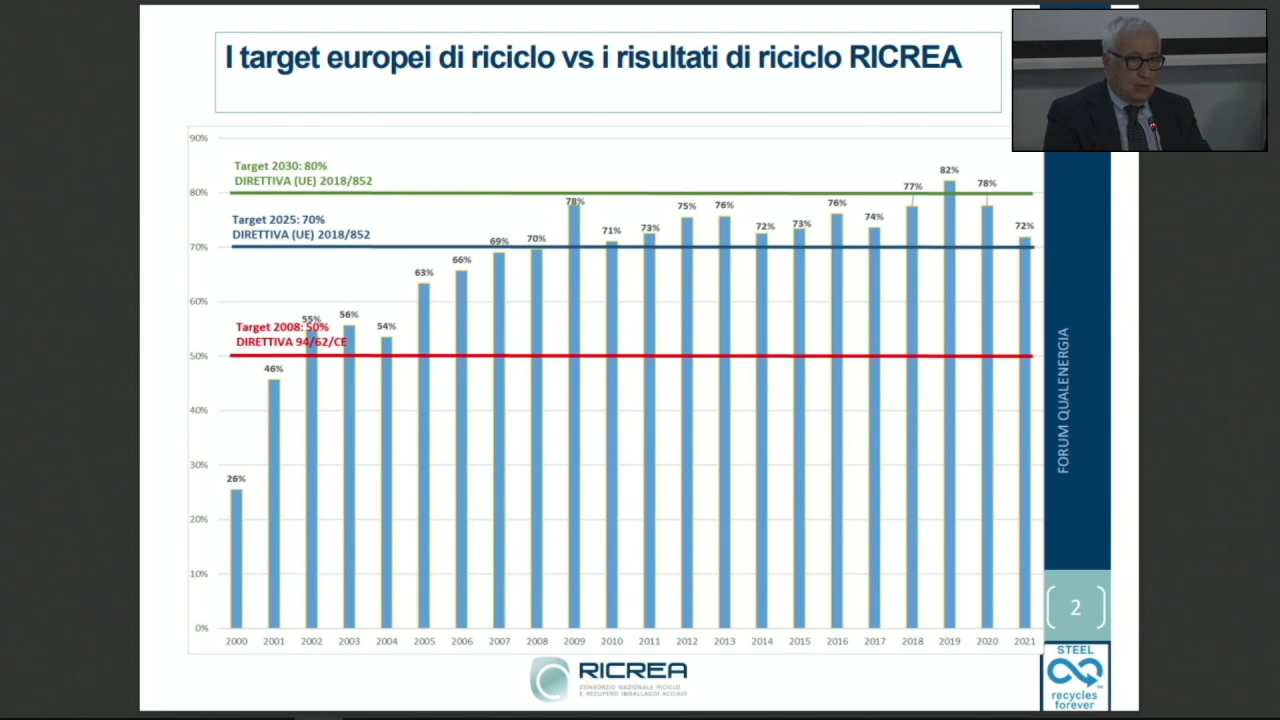 I target europei di riciclo vs i risultati di riciclo RICREA
90%
Target 2030: 80%
DIRETTIVA (UE) 2018/852
80%
Target 2025: 70%
DIRETTIVA (UE) 2018/852
70%
60%
Target 2008: 50%
DIRETTIVA 94/62/CE
50%
40%
30%
20%
10%
0%
26%
46%
55%
56%
54%
63%
66%
69%
70%
78%
71%
73%
75%
76%
72%
73%
76%
74%
77%
82%
78%
72%
2000 2001 2002 2003 2004 2005 2006 2007 2008 2009 2010 2011 2012 2013 2014 2015 2016 2017 2018 2019 2020 2021
FORUM QUALENERGIA
2
RICREA
CONSORZIO NAZIONALE RICICLO
E RECUPERO IMBALLAGGI ACCIAIO
STEEL
TM
recycles
forever